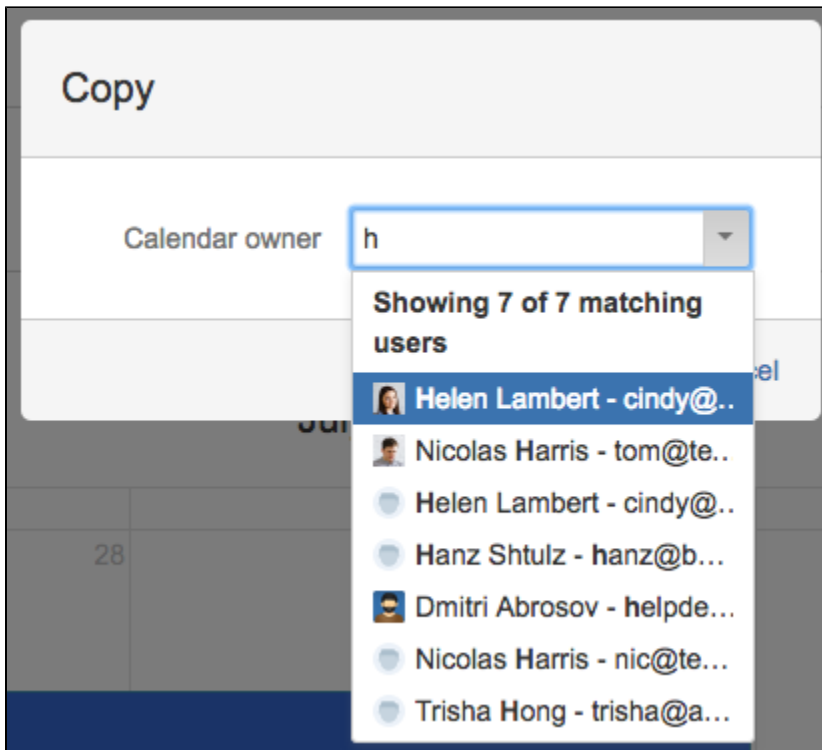 Copy
Calendar owner
h
Showing 7 of 7 matching
users
Helen Lambert - cindy@..
Nicolas Harris - tom@te..
Helen Lambert - cindy@..
Hanz Shtulz - hanz@b...
Dmitri Abrosov - helpde...
Nicolas Harris - nic@te...
Trisha Hong - trisha@a...
28